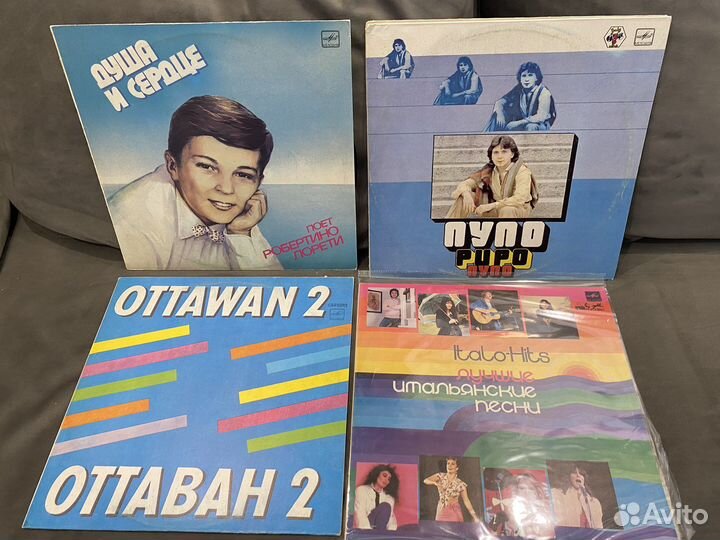 ДУША
И СЕРДЦЕ
ПОЕТ
РОБЕРТИНО
ЛОРЕТИ
ПУПО
PUPO
ПУПО
OTTAWAN 2
ОТТАВАН 2
Italo-Hits
ЛУЧШИЕ
ИТАЛЬЯНСКИЕ
ПЕСНИ
Avito